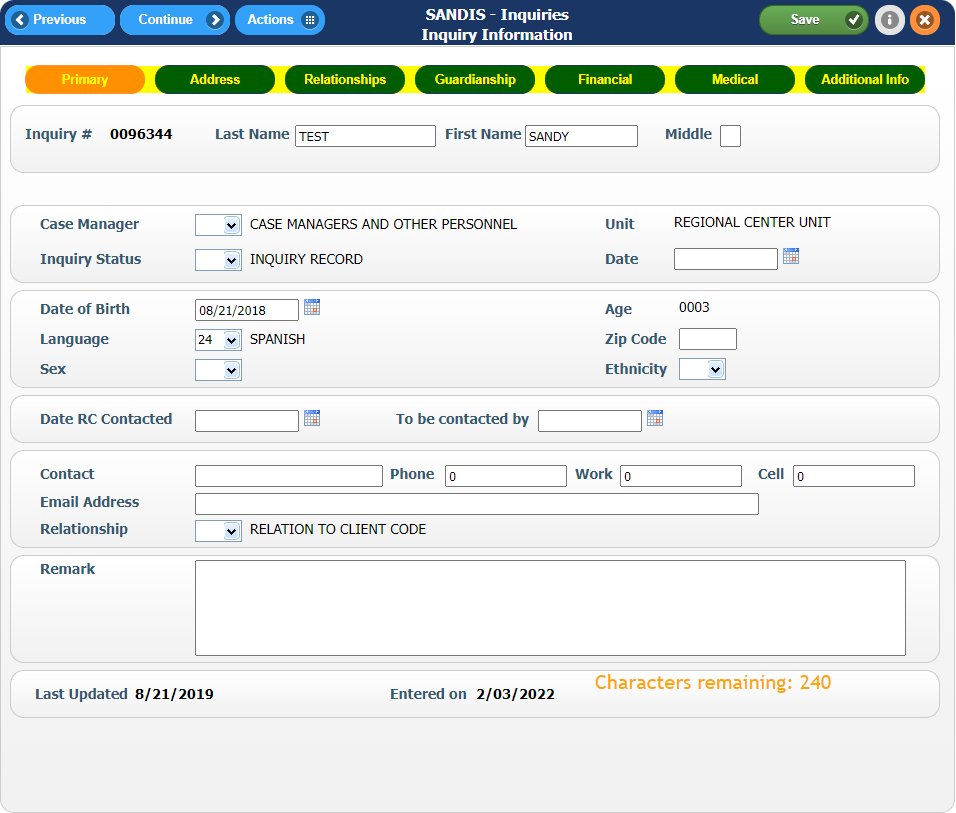 Previous Continue Actions SANDIS - Inquiries Save
Inquiry Information
Primary Address Relationships Guardianship Financial Medical Additional Info
Inquiry # 0096344 Last Name TEST First Name SANDY Middle
Case Manager CASE MANAGERS AND OTHER PERSONNEL Unit REGIONAL CENTER UNIT
Inquiry Status INQUIRY RECORD Date
Date of Birth 08/21/2018 Age 0003
Language 24 SPANISH Zip Code
Sex Ethnicity
Date RC Contacted To be contacted by
Contact Phone 0 Work 0 Cell 0
Email Address
Relationship RELATION TO CLIENT CODE
Remark
Characters remaining: 240
Last Updated 8/21/2019 Entered on 2/03/2022